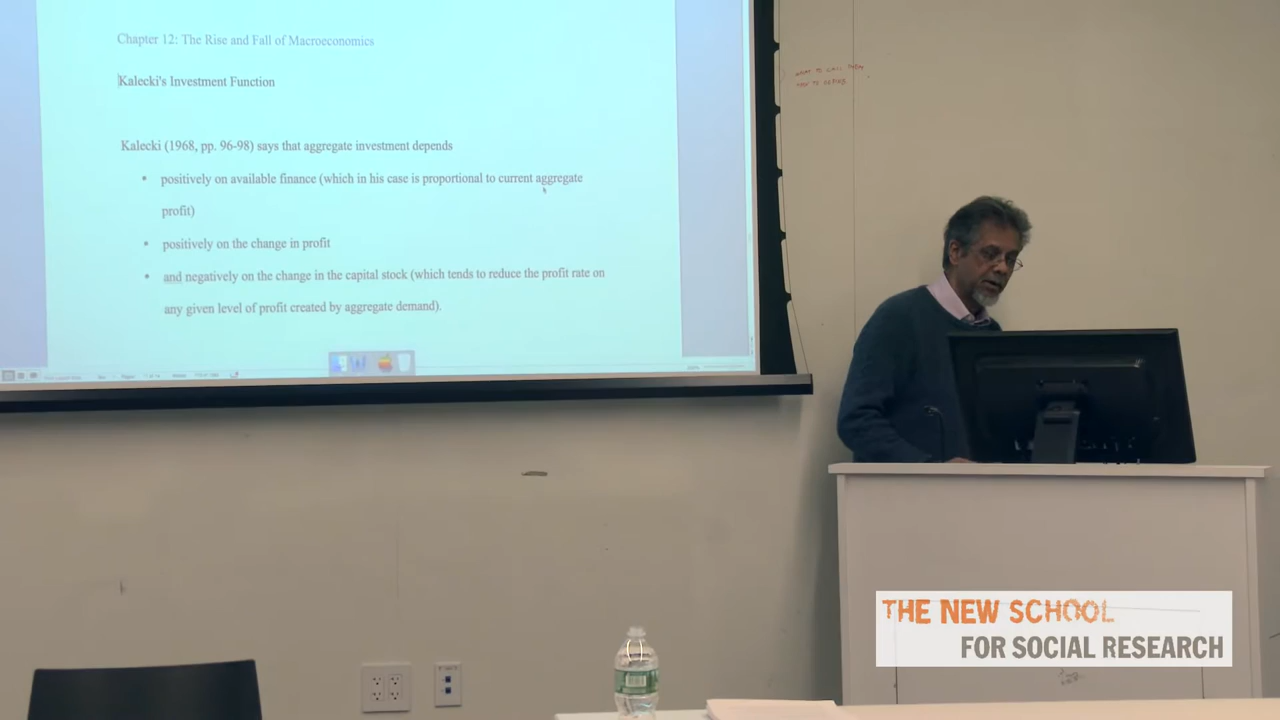 Chapter 12: The Rise and Fall of Macroeconomics
Kalecki's Investment Function
Kalecki (1968, pp. 96-98) says that aggregate investment depends
• positively on available finance (which in his case is proportional to current aggregate
profit)
• positively on the change in profit
• and negatively on the change in the capital stock (which tends to reduce the profit rate on
any given level of profit created by aggregate demand).
THE NEW SCHOOL
FOR SOCIAL RESEARCH